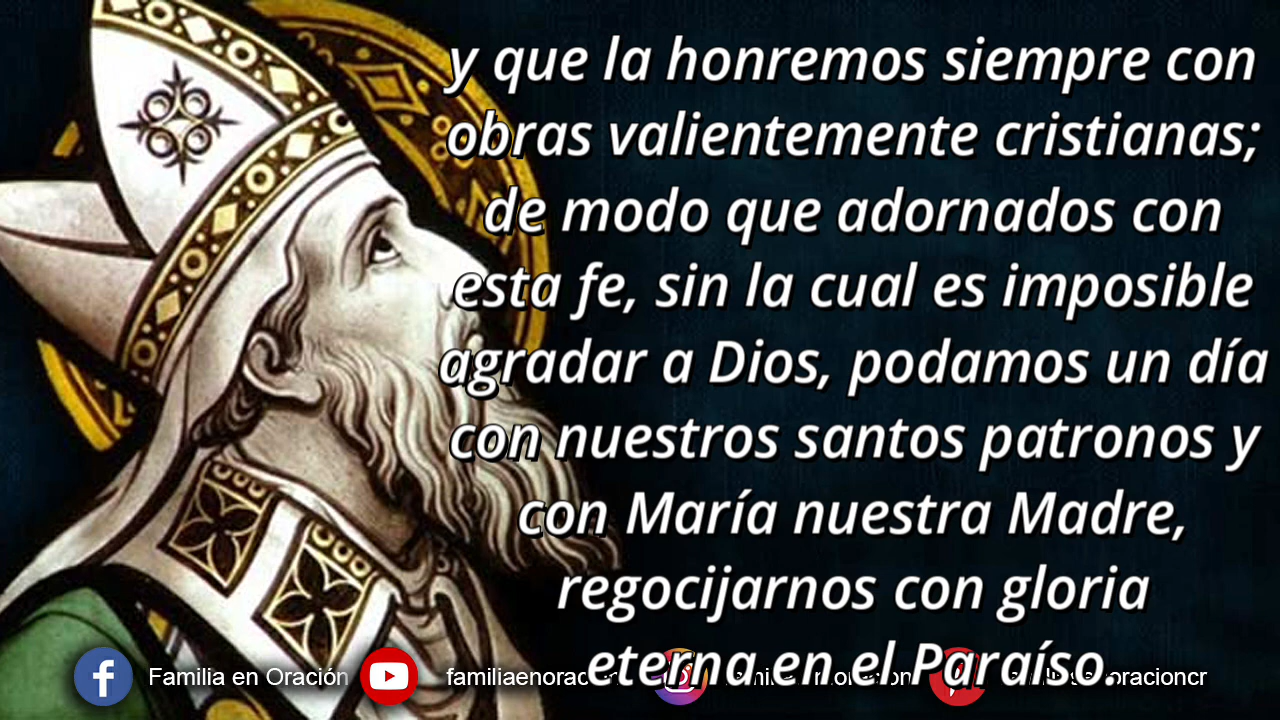 y que la honremos siempre con
obras valientemente cristianas;
de modo que adornados con
esta fe, sin la cual es imposible
agradar a Dios, podamos un día
con nuestros santos patronos y
con María nuestra Madre,
regocijarnos con gloria
eterna en el Paraíso.
Familia en Oración